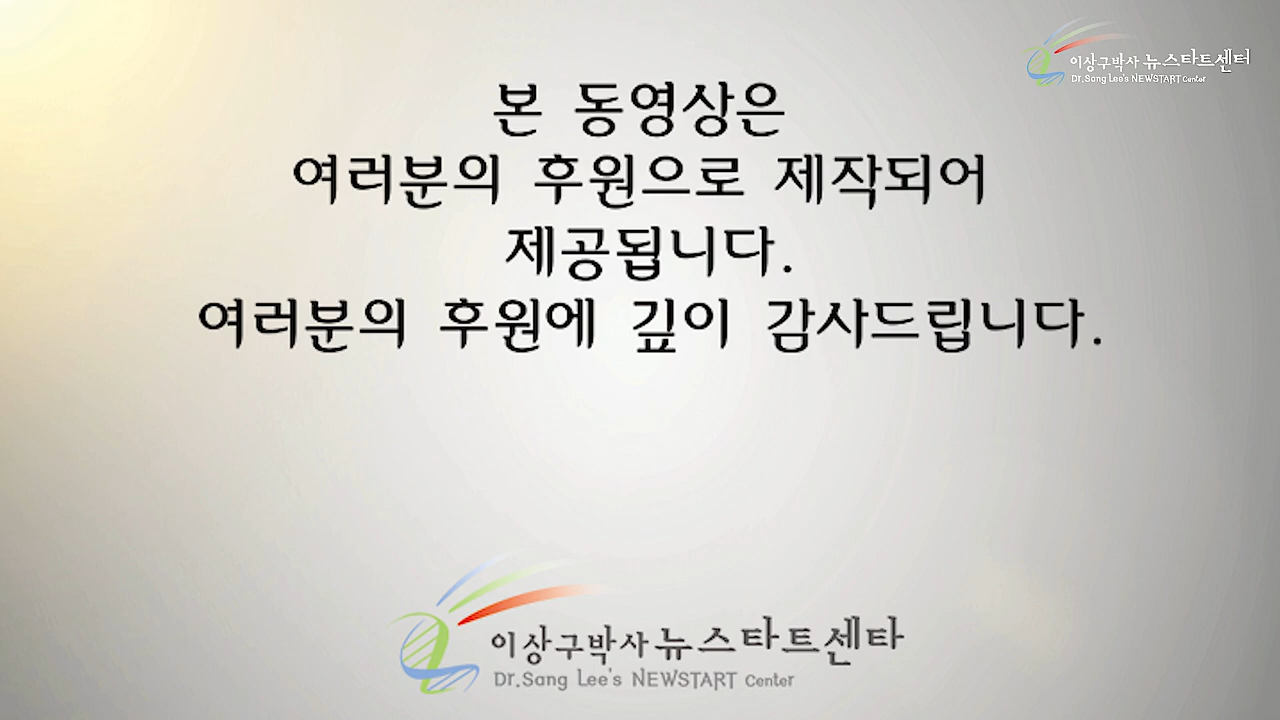 이상구박사 뉴스타트센터
Dr.Sang Lee's NEWSTART Center
본 동영상은
여러분의 후원으로 제작되어
제공됩니다.
여러분의 후원에 깊이 감사드립니다.
이상구박사 뉴스타트센타
Dr.Sang Lee's NEWSTART Center